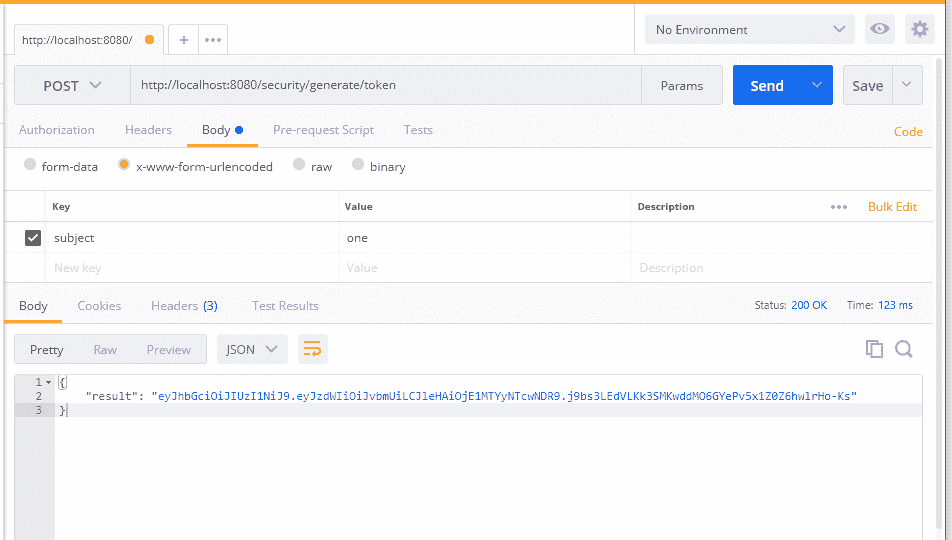 http://localhost:8080/
No Environment
POST
http://localhost:8080/security/generate/token
Params
Send
Save
Authorization Headers Body Pre-request Script Tests Code
form-data x-www-form-urlencoded raw binary
Key Value Description Bulk Edit
subject one
New key Value Description
Body Cookies Headers (3) Test Results Status: 200 OK Time: 123 ms
Pretty Raw Preview JSON
1 {
2 "result": "eyJhbGciOiJIUzI1NiJ9.eyJzdWIiOiJvbmUiLCJleHAiOjE1MTYyNTcwNDR9.j9bs3LEdVLKk3SMKwddMO6GYePv5x1Z0Z6hwlrHo-Ks"
3 }